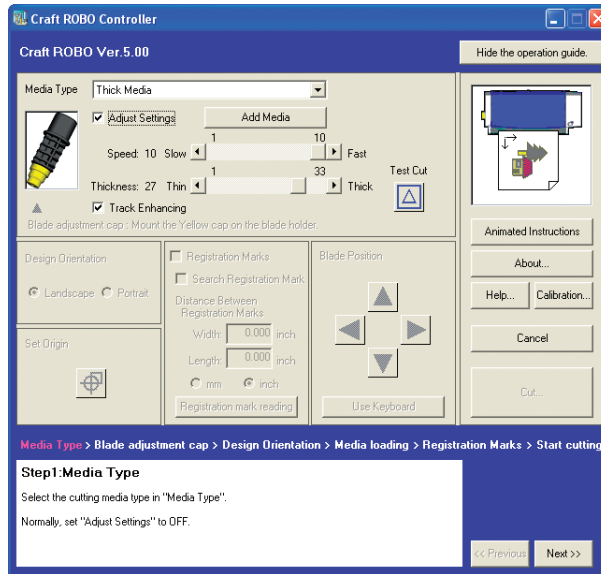 Craft ROBO Controller
Craft ROBO Ver.5.00
Hide the operation guide.
Media Type Thick Media
Adjust Settings Add Media
1 10
Speed: 10 Slow Fast
1 33
Thickness: 27 Thin Thick
Test Cut
Track Enhancing
Blade adjustment cap : Mount the Yellow cap on the blade holder.
Animated Instructions
About...
Help... Calibration...
Cancel
Cut...
Design Orientation
Landscape Portrait
Set Origin
Registration Marks
Search Registration Mark
Distance Between
Registration Marks
Width: 0.000 inch
Length: 0.000 inch
mm inch
Registration mark reading
Blade Position
Use Keyboard
Media Type > Blade adjustment cap > Design Orientation > Media loading > Registration Marks > Start cutting
Step1:Media Type
Select the cutting media type in "Media Type".
Normally, set "Adjust Settings" to OFF.
<< Previous Next >>